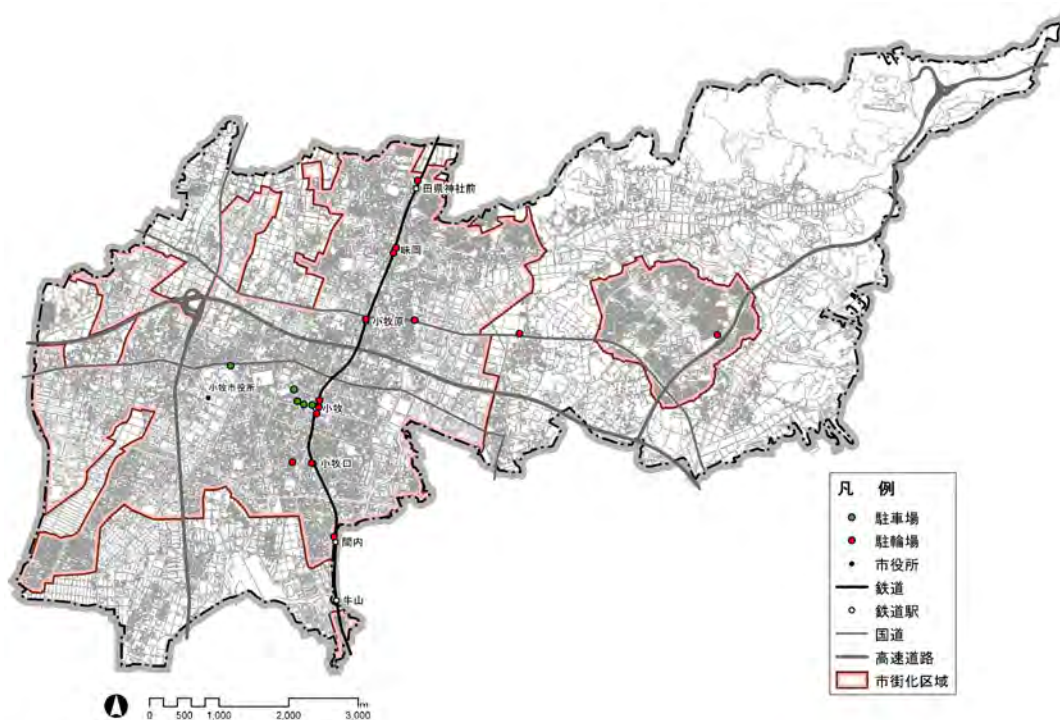 田県神社前
味岡
小牧原
小牧市役所
小牧
小牧口
間内
牛山
凡 例
駐車場
駐輪場
市役所
鉄道
鉄道駅
国道
高速道路
市街化区域
0 500 1,000 2,000 3,000
m